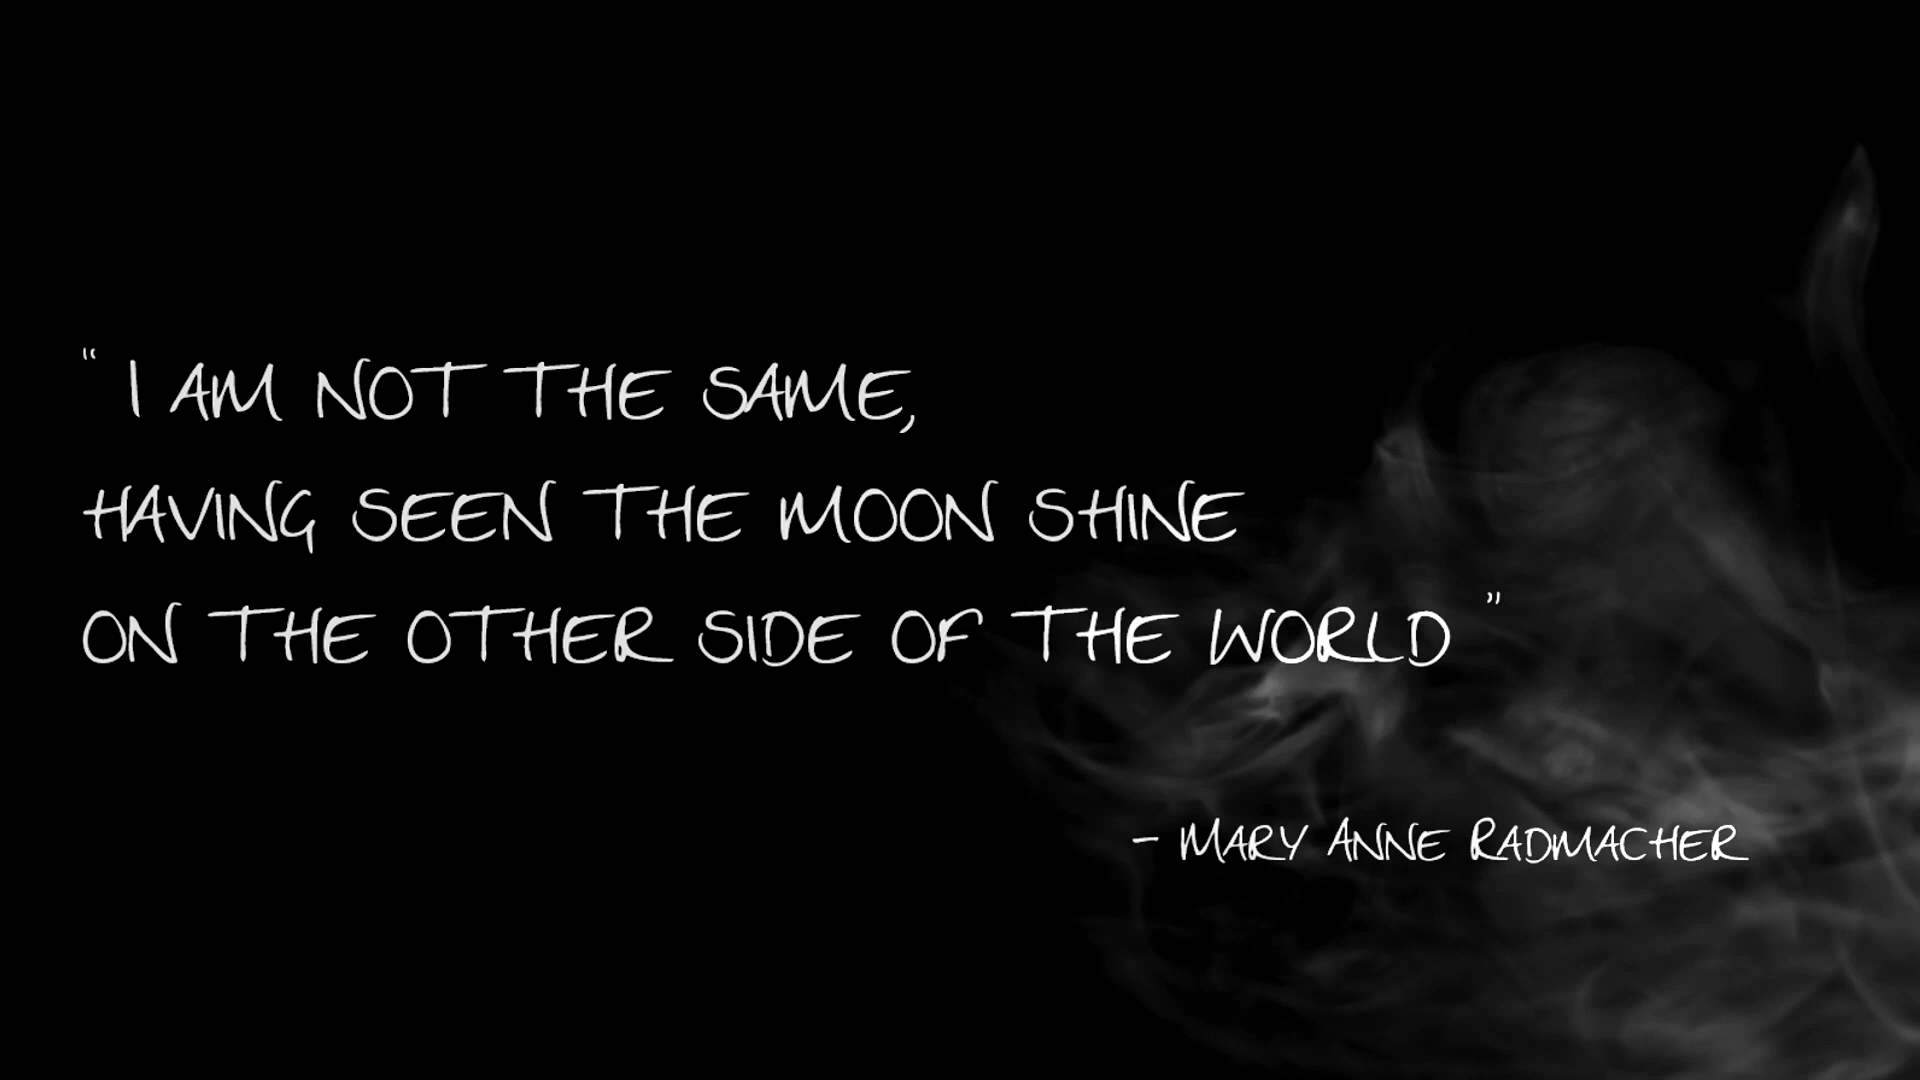 “ I AM NOT THE SAME,
HAVING SEEN THE MOON SHINE
ON THE OTHER SIDE OF THE WORLD ”
- MARY ANNE RADMACHER